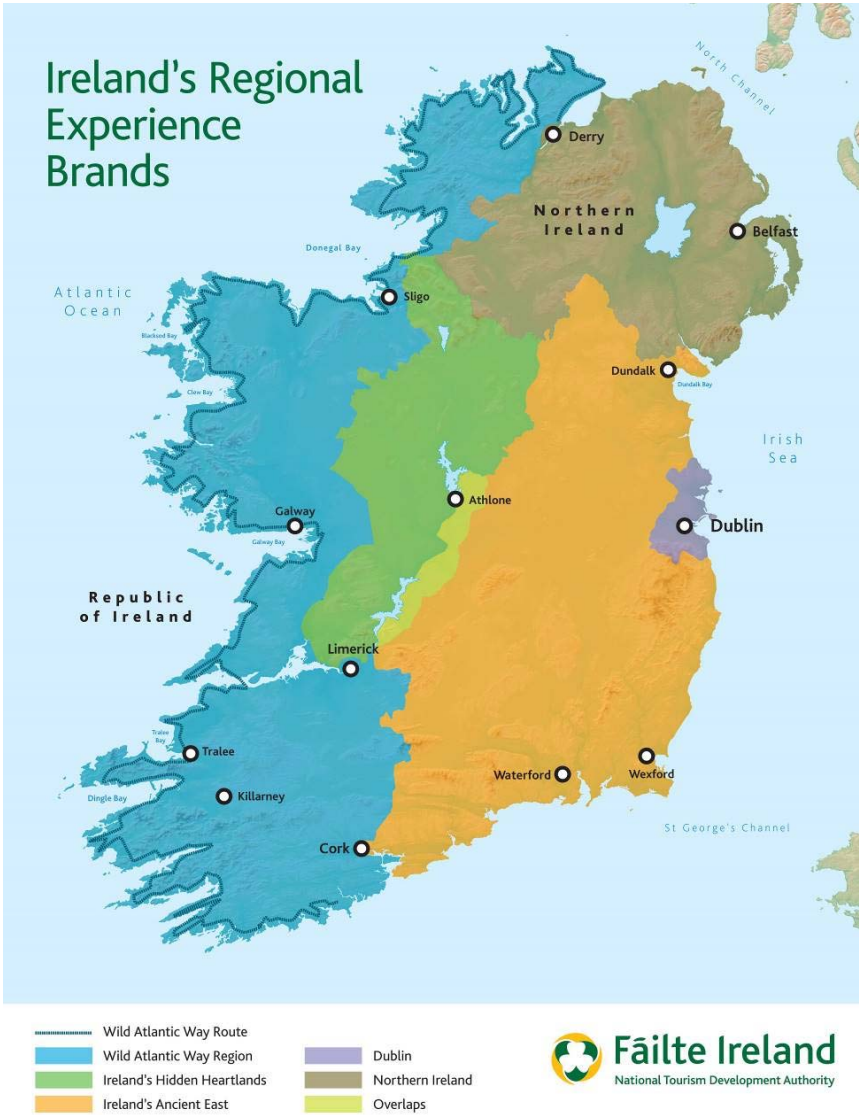 Ireland's Regional
Experience
Brands
North Channel
Derry
Northern
Ireland
Belfast
Donegal Bay
Atlantic
Ocean
Sligo
Blacksod Bay
Dundalk
Dundalk Bay
Clew Bay
Irish
Sea
Athlone
Galway
Dublin
Galway Bay
Republic
of Ireland
Limerick
Tralee
Bay
Tralee
Waterford
Wexford
Killarney
Dingle Bay
St George's Channel
Cork
Wild Atlantic Way Route
Wild Atlantic Way Region
Ireland's Hidden Heartlands
Ireland's Ancient East
Dublin
Northern Ireland
Overlaps
Fáilte Ireland
National Tourism Development Authority